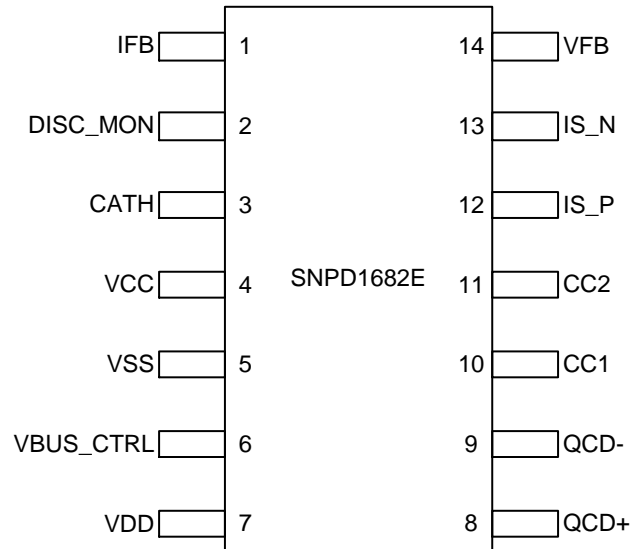 IFB 1 14 VFB
DISC_MON 2 13 IS_N
CATH 3 12 IS_P
VCC 4 SNPD1682E 11 CC2
VSS 5 10 CC1
VBUS_CTRL 6 9 QCD-
VDD 7 8 QCD+